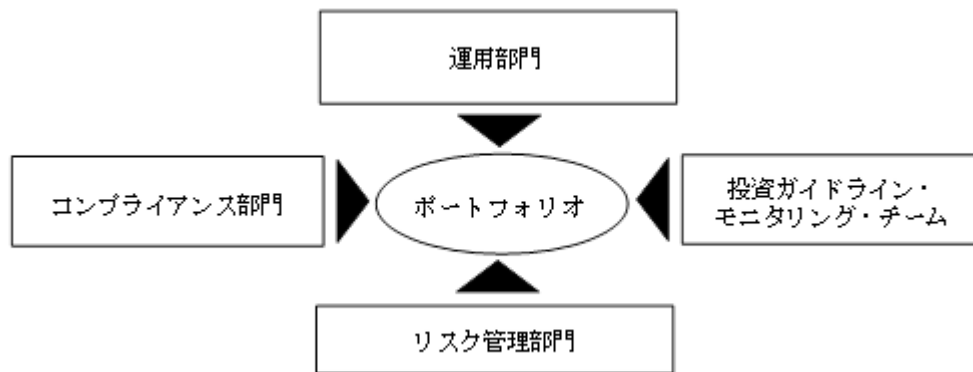 運用部門
コンプライアンス部門
ポートフォリオ
投資ガイドライン・
モニタリング・チーム
リスク管理部門